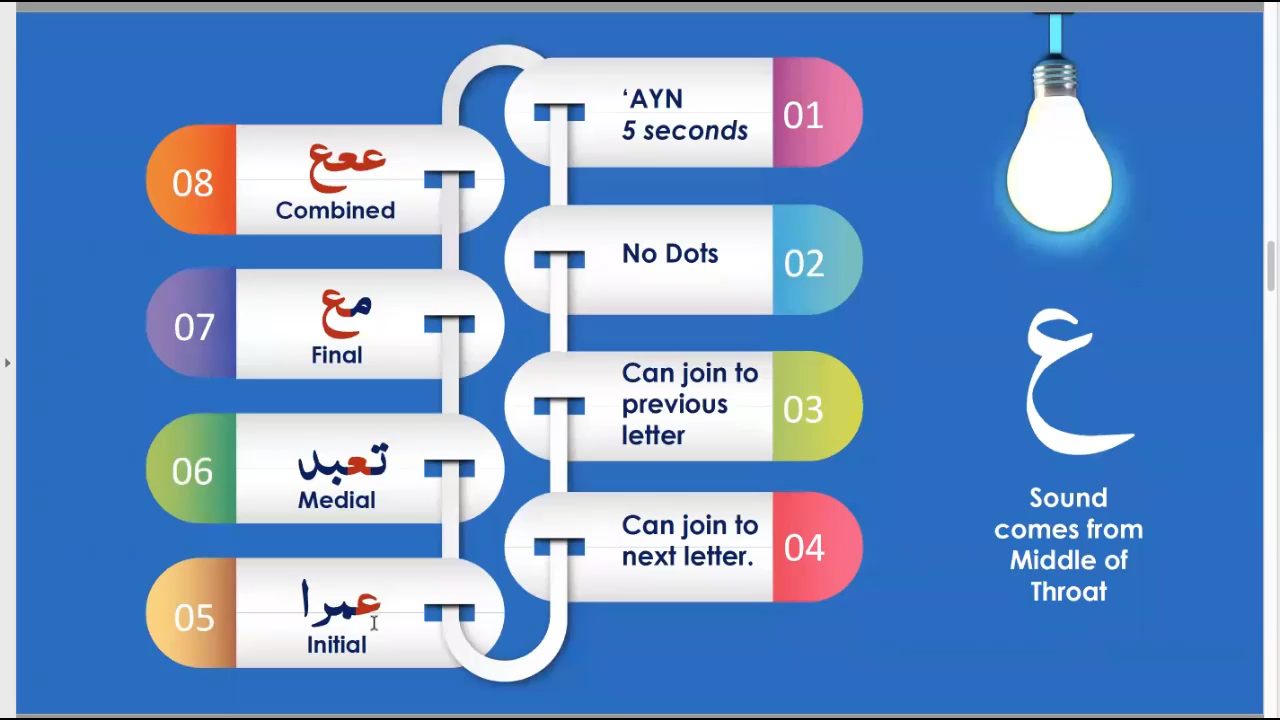 01
‘AYN
5 seconds
02
No Dots
03
Can join to
previous
letter
04
Can join to
next letter.
05
عمرا
Initial
06
تعبد
Medial
07
مع
Final
08
ععع
Combined
ع
Sound
comes from
Middle of
Throat